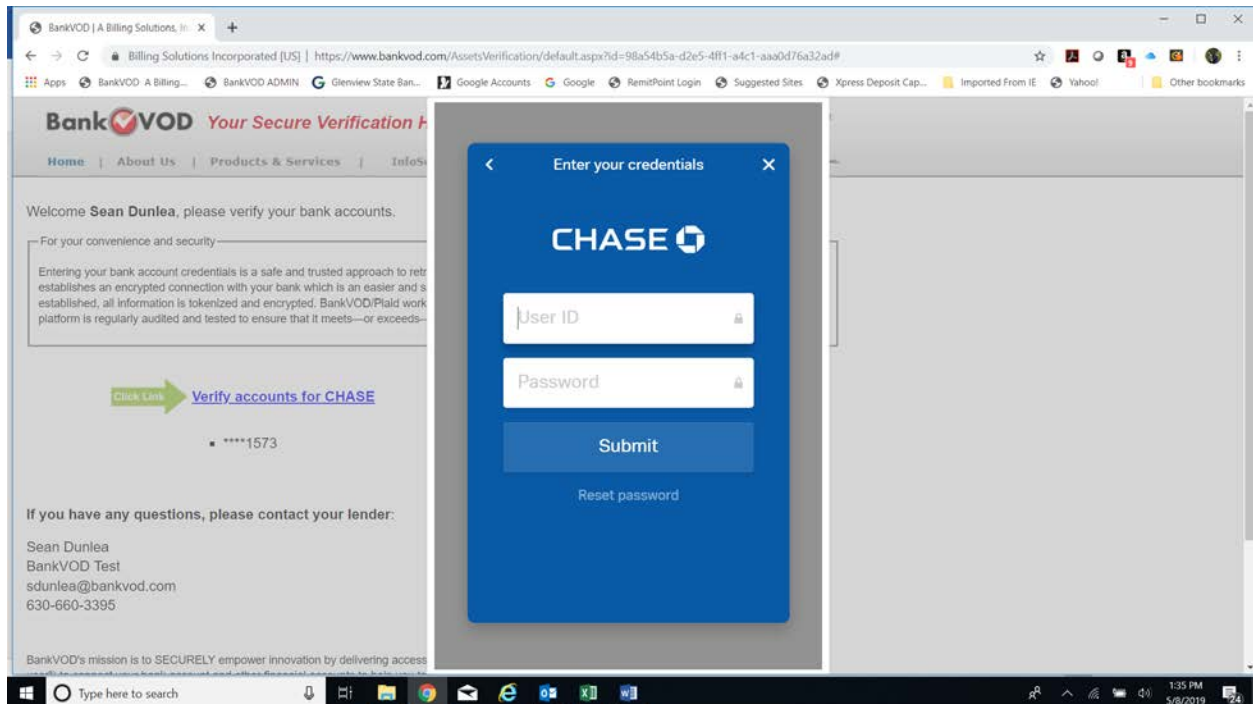 BankVOD | A Billing Solutions, In
Billing Solutions Incorporated [US] | https://www.bankvod.com/AssetsVerification/default.aspx?id=98a54b5a-d2e5-4ff1-a4c1-aaa0d76a32ad#
Apps BankVOD A Billing... BankVOD ADMIN Glenview State Ban... Google Accounts Google RemitPoint Login Suggested Sites Xpress Deposit Cap... Imported From IE Yahoo! Other bookmarks
BankVOD Your Secure Verification H
Home | About Us | Products & Services | InfoS
Enter your credentials
Welcome Sean Dunlea, please verify your bank accounts.
CHASE
For your convenience and security
Entering your bank account credentials is a safe and trusted approach to retr
establishes an encrypted connection with your bank which is an easier and s
established, all information is tokenized and encrypted. BankVOD/Plaid work
platform is regularly audited and tested to ensure that it meets—or exceeds—
User ID
Password
Click Link Verify accounts for CHASE
****1573
Submit
Reset password
If you have any questions, please contact your lender:
Sean Dunlea
BankVOD Test
sdunlea@bankvod.com
630-660-3395
BankVOD's mission is to SECURELY empower innovation by delivering access
Type here to search
1:35 PM
5/8/2019
24